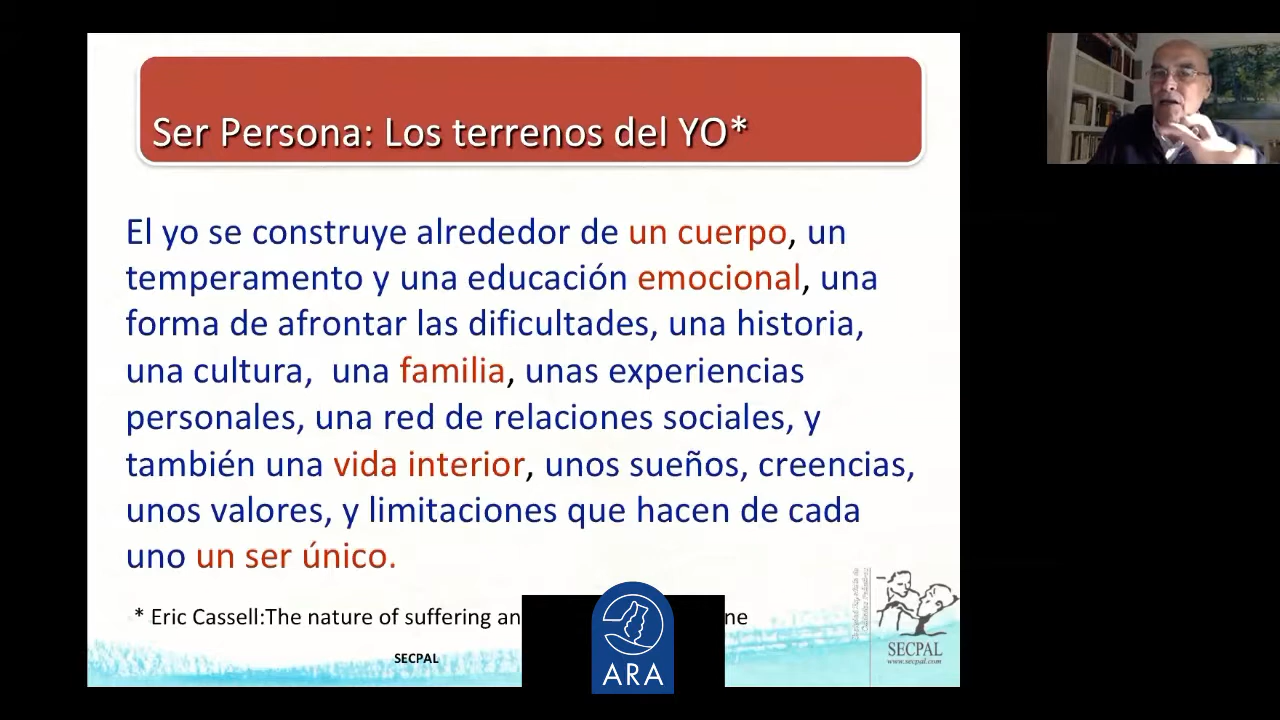 Ser Persona: Los terrenos del YO*
El yo se construye alrededor de un cuerpo, un
temperamento y una educación emocional, una
forma de afrontar las dificultades, una historia,
una cultura, una familia, unas experiencias
personales, una red de relaciones sociales, y
también una vida interior, unos sueños, creencias,
unos valores, y limitaciones que hacen de cada
uno un ser único.
* Eric Cassell:The nature of suffering an
ne
SECPAL
ARA
SECPAL
www.secpal.com